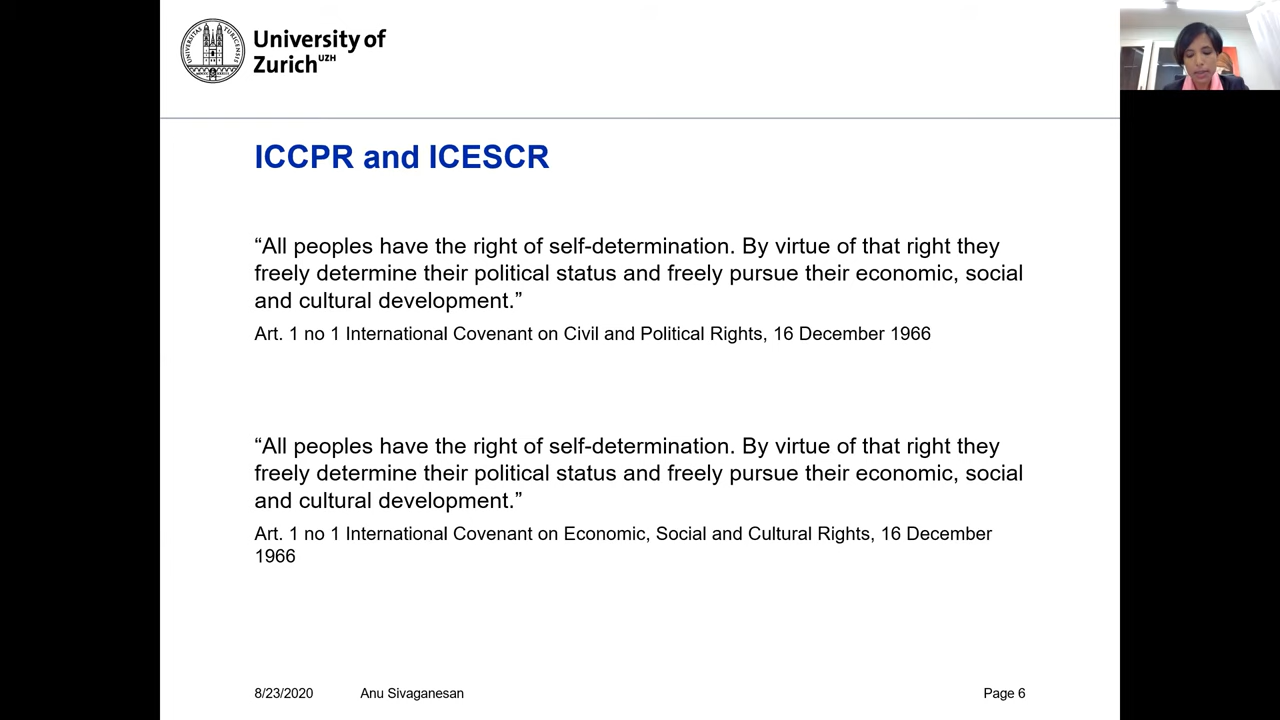 University of
Zurich UZH
ICCPR and ICESCR
“All peoples have the right of self-determination. By virtue of that right they
freely determine their political status and freely pursue their economic, social
and cultural development.”
Art. 1 no 1 International Covenant on Civil and Political Rights, 16 December 1966
“All peoples have the right of self-determination. By virtue of that right they
freely determine their political status and freely pursue their economic, social
and cultural development.”
Art. 1 no 1 International Covenant on Economic, Social and Cultural Rights, 16 December
1966
8/23/2020 Anu Sivaganesan Page 6